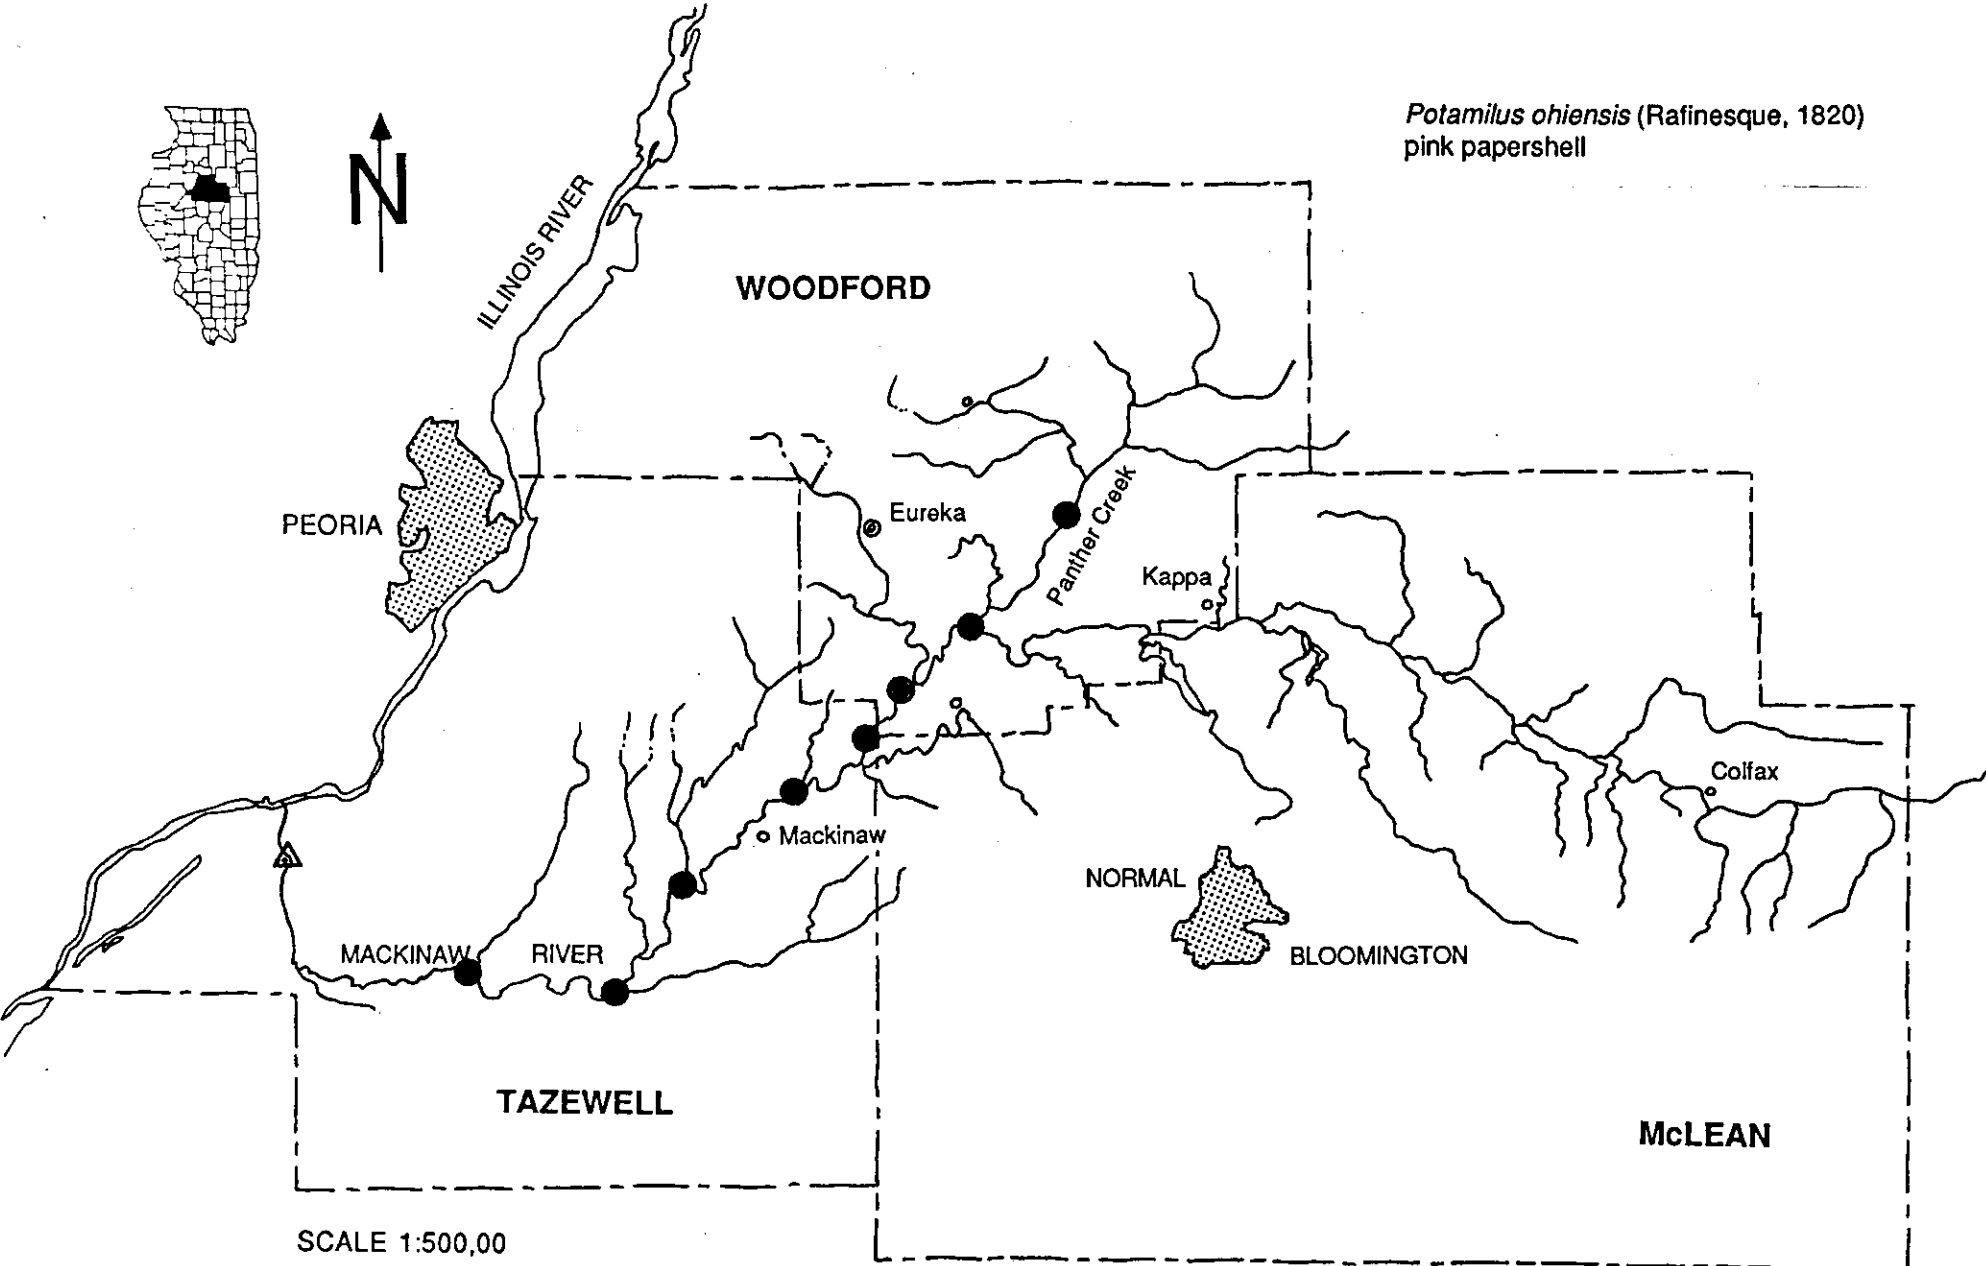 Potamilus ohiensis (Rafinesque, 1820)
pink papershell
N
ILLINOIS RIVER
WOODFORD
PEORIA
Eureka
Panther Creek
Kappa
Colfax
Mackinaw
NORMAL
BLOOMINGTON
MACKINAW RIVER
TAZEWELL
McLEAN
SCALE 1:500,00